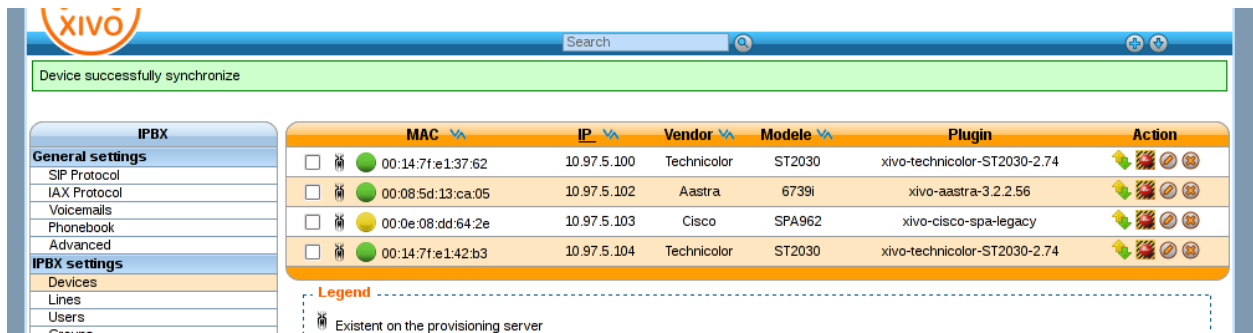 XIVO
Search
Device successfully synchronize
IPBX
General settings
SIP Protocol
IAX Protocol
Voicemails
Phonebook
Advanced
IPBX settings
Devices
Lines
Users
MAC IP Vendor Modele Plugin Action
00:14:7f:e1:37:62 10.97.5.100 Technicolor ST2030 xivo-technicolor-ST2030-2.74
00:08:5d:13:ca:05 10.97.5.102 Aastra 6739i xivo-aastra-3.2.2.56
00:0e:08:dd:64:2e 10.97.5.103 Cisco SPA962 xivo-cisco-spa-legacy
00:14:7f:e1:42:b3 10.97.5.104 Technicolor ST2030 xivo-technicolor-ST2030-2.74
Legend
Existent on the provisioning server